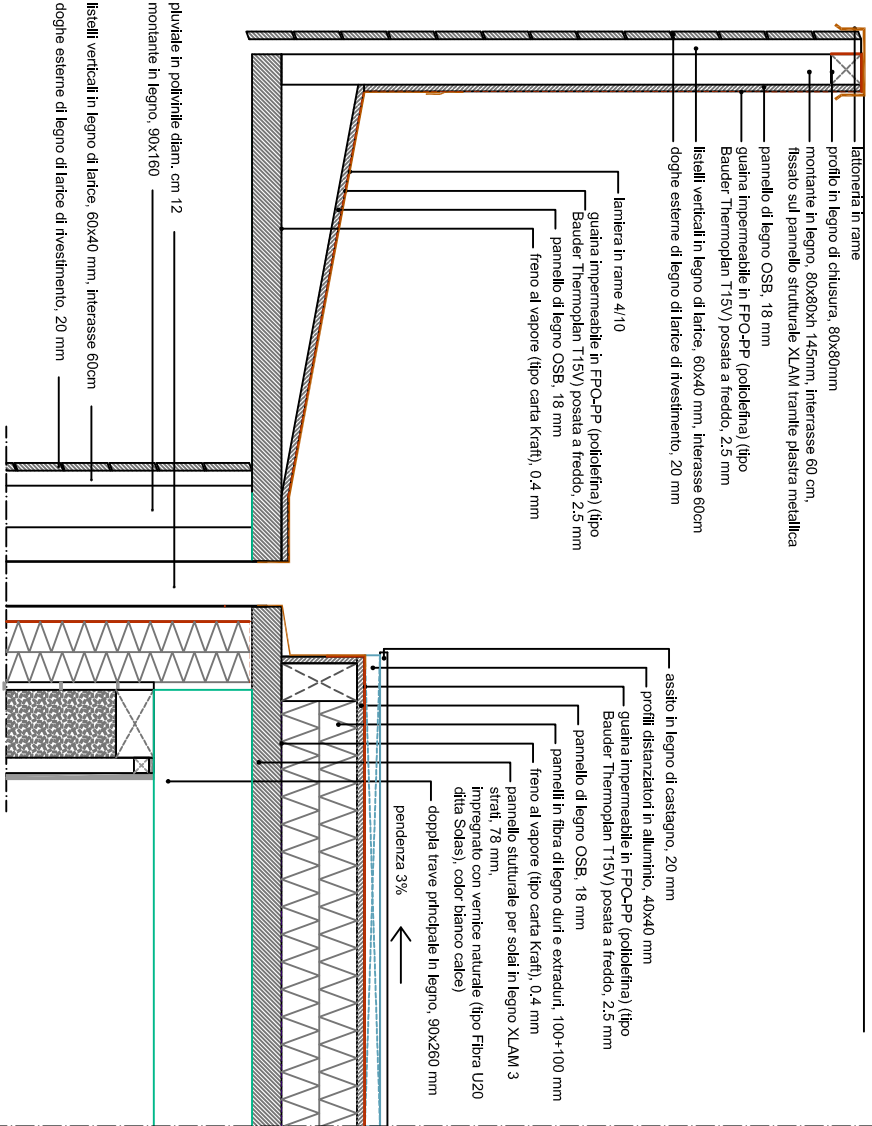 lattoneria in rame
profilo in legno di chiusura, 80x80mm
montante in legno, 80x80xh 145mm, interrasse 60 cm,
fissato sul pannello strutturale XLAM tramite piastra metallica
pannello di legno OSB, 18 mm
guaina impermeabile in FPO-PP (poliolefina) (tipo
Bauder Thermoplan T15V) posata a freddo, 2.5 mm
listelli verticali in legno di larice, 60x40 mm, interasse 60cm
doghe esterne di legno di larice di rivestimento, 20 mm
lamiera in rame 4/10
guaina impermeabile in FPO-PP (poliolefina) (tipo
Bauder Thermoplan T15V) posata a freddo, 2.5 mm
pannello di legno OSB, 18 mm
freno al vapore (tipo carta Kraft), 0.4 mm
pluviale in polivinile diam. cm 12
montante in legno, 90x160
listelli verticali in legno di larice, 60x40 mm, interasse 60cm
doghe esterne di legno di larice di rivestimento, 20 mm
assito in legno di castagno, 20 mm
profili distanziatori in alluminio, 40x40 mm
guaina impermeabile in FPO-PP (poliolefina) (tipo
Bauder Thermoplan T15V) posata a freddo, 2.5 mm
pannello di legno OSB, 18 mm
pannelli in fibra di legno duri e extraduri, 100+100 mm
freno al vapore (tipo carta Kraft), 0.4 mm
pannello stutturale per solai in legno XLAM 3
strati, 78 mm,
impregnato con vernice naturale (tipo Fibra U20
ditta Solas), color bianco calce)
doppia trave principale in legno, 90x260 mm
pendenza 3%